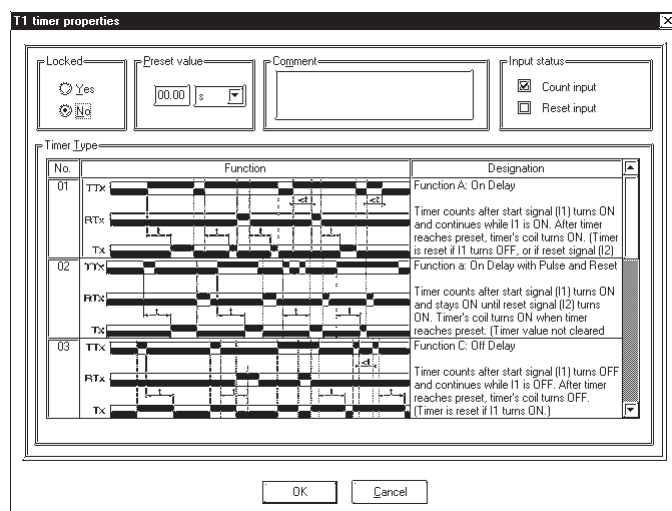 T1 timer properties
Locked
Yes
No
Preset value
00.00 s
Comment
Input status
Count input
Reset input
Timer Type
No. Function Designation
01
TTx
RTx
Tx
t t t t
<t <t
Function A: On Delay
Timer counts after start signal (I1) turns ON
and continues while I1 is ON. After timer
reaches preset, timer's coil turns ON. (Timer
is reset if I1 turns OFF, or if reset signal (I2)
02
TTx
RTx
Tx
t t t t
Function a: On Delay with Pulse and Reset
Timer counts after start signal (I1) turns ON
and stays ON until reset signal (I2) turns
ON. Timer's coil turns ON when timer
reaches preset. (Timer value not cleared
03
TTx
RTx
Tx
t t t t
<t
Function C: Off Delay
Timer counts after start signal (I1) turns OFF
and continues while I1 is OFF. After timer
reaches preset, timer's coil turns OFF.
(Timer is reset if I1 turns ON.)
OK
Cancel